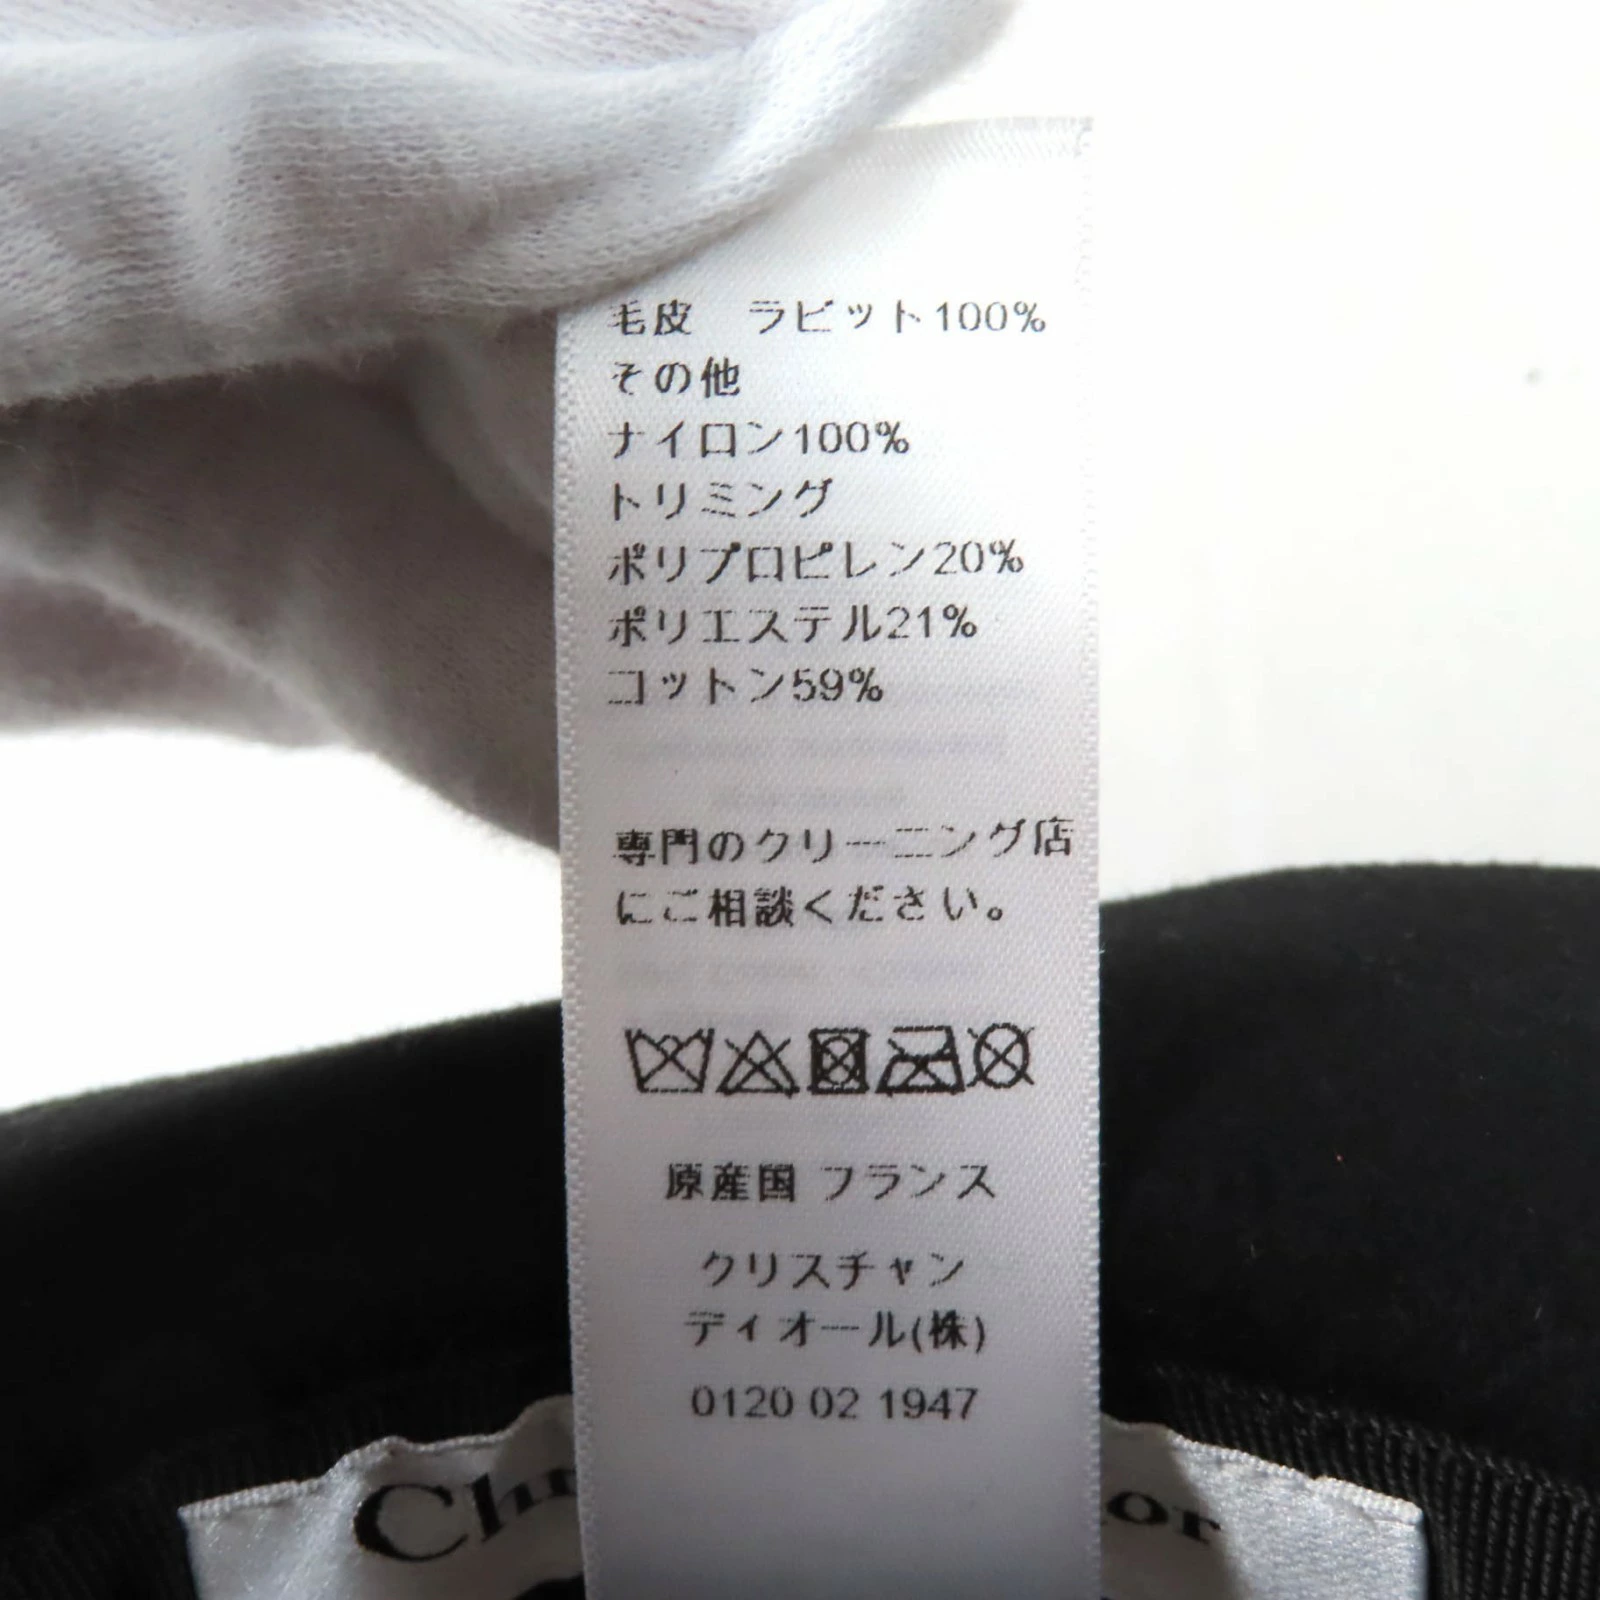 毛皮　ラビット100%
その他
ナイロン100%
トリミング
ポリプロピレン20%
ポリエステル21%
コットン59%
専門のクリーニング店
にご相談ください。
原産国 フランス
クリスチャン
ディオール(株)
0120 02 1947
Chr or